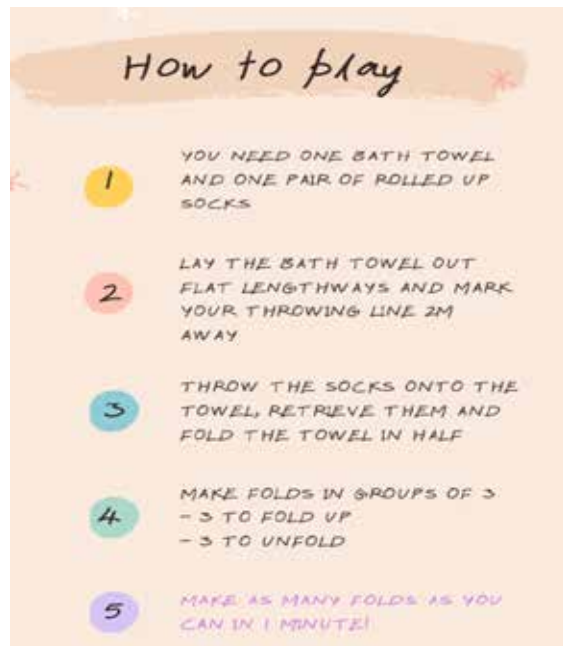 How to play
1
YOU NEED ONE BATH TOWEL
AND ONE PAIR OF ROLLED UP
SOCKS
2
LAY THE BATH TOWEL OUT
FLAT LENGTHWAYS AND MARK
YOUR THROWING LINE 2M
AWAY
3
THROW THE SOCKS ONTO THE
TOWEL, RETRIEVE THEM AND
FOLD THE TOWEL IN HALF
4
MAKE FOLDS IN GROUPS OF 3
- 3 TO FOLD UP
- 3 TO UNFOLD
5
MAKE AS MANY FOLDS AS YOU
CAN IN 1 MINUTE!